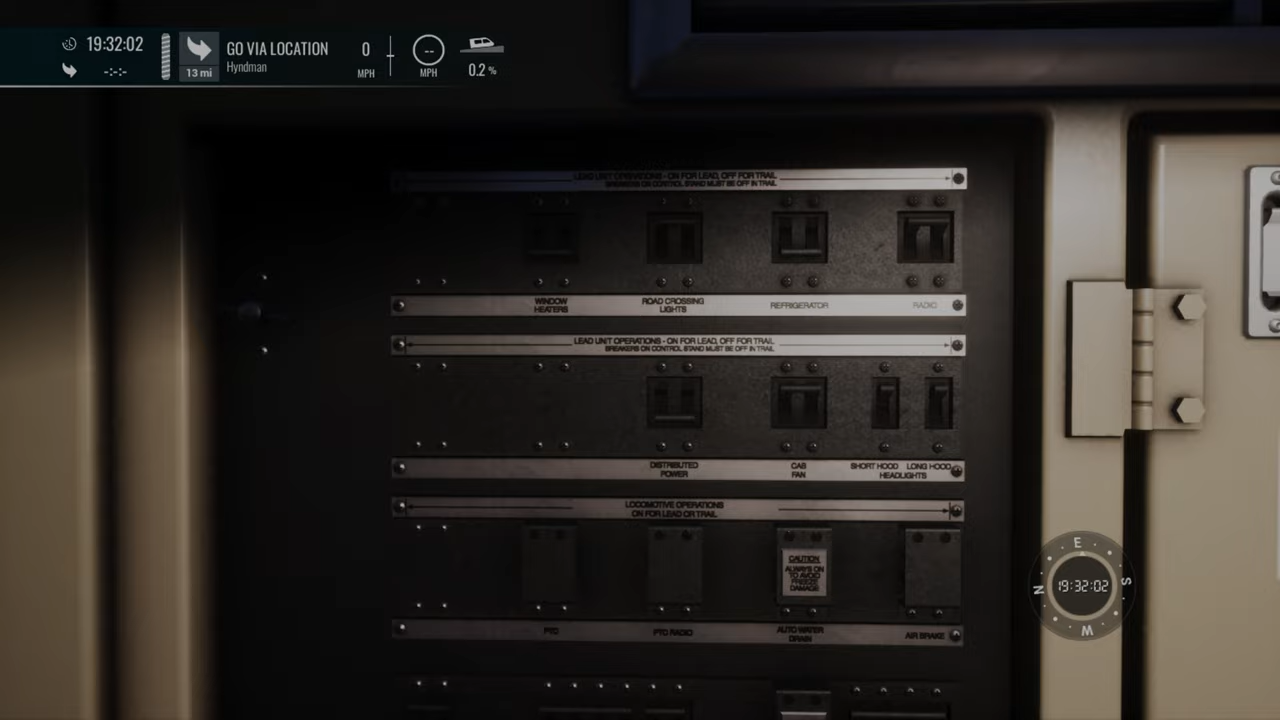 19:32:02
-:-:-
13 mi
GO VIA LOCATION
Hyndman
0
MPH
--
MPH
0.2 %
LEAD UNIT OPERATIONS - ON FOR LEAD, OFF FOR TRAIL
BREAKERS ON CONTROL STAND MUST BE OFF IN TRAIL
WINDOW
HEATERS
ROAD CROSSING
LIGHTS
REFRIGERATOR
RADIO
LEAD UNIT OPERATIONS - ON FOR LEAD, OFF FOR TRAIL
BREAKERS ON CONTROL STAND MUST BE OFF IN TRAIL
DISTRIBUTED
POWER
CAB
FAN
SHORT HOOD LONG HOOD
HEADLIGHTS
LOCOMOTIVE OPERATIONS
ON FOR LEAD OR TRAIL
CAUTION
ALWAYS ON
TO AVOID
FREEZE
DAMAGE
PTC
PTC RADIO
AUTO WATER
DRAIN
AIR BRAKE
E
N
S
W
19:32:02